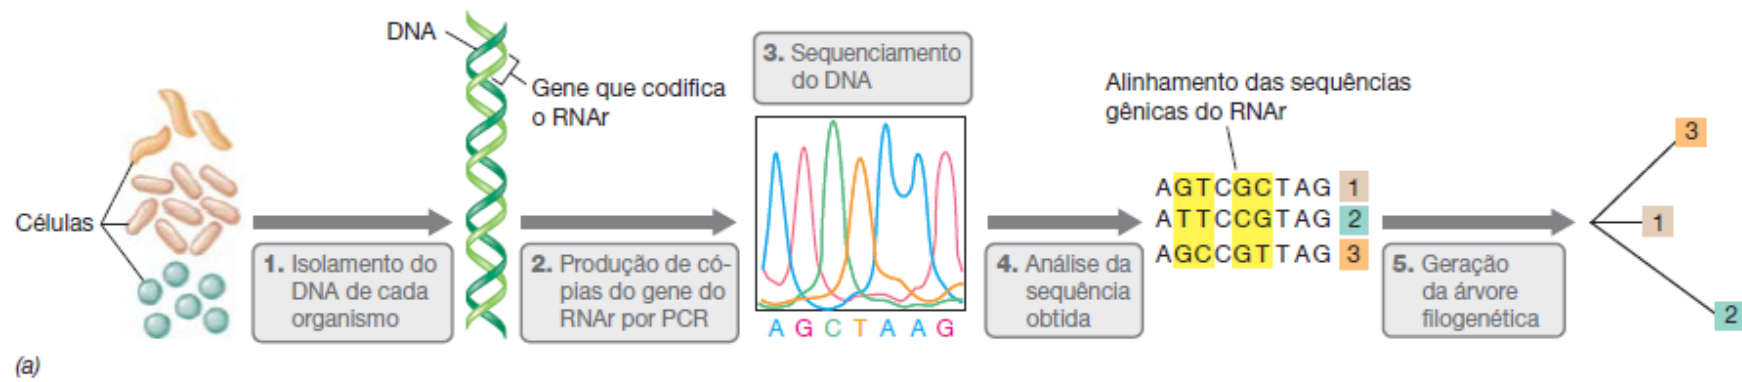 DNA
Gene que codifica
o RNAr
Células
1. Isolamento do
DNA de cada
organismo
2. Produção de có-
pias do gene do
RNAr por PCR
3. Sequenciamento
do DNA
A G C T A A G
4. Análise da
sequência
obtida
Alinhamento das sequências
gênicas do RNAr
AGTCGCTAG 1
ATTCCGTAG 2
AGCCGTTAG 3
5. Geração
da árvore
filogenética
3
1
2
(a)